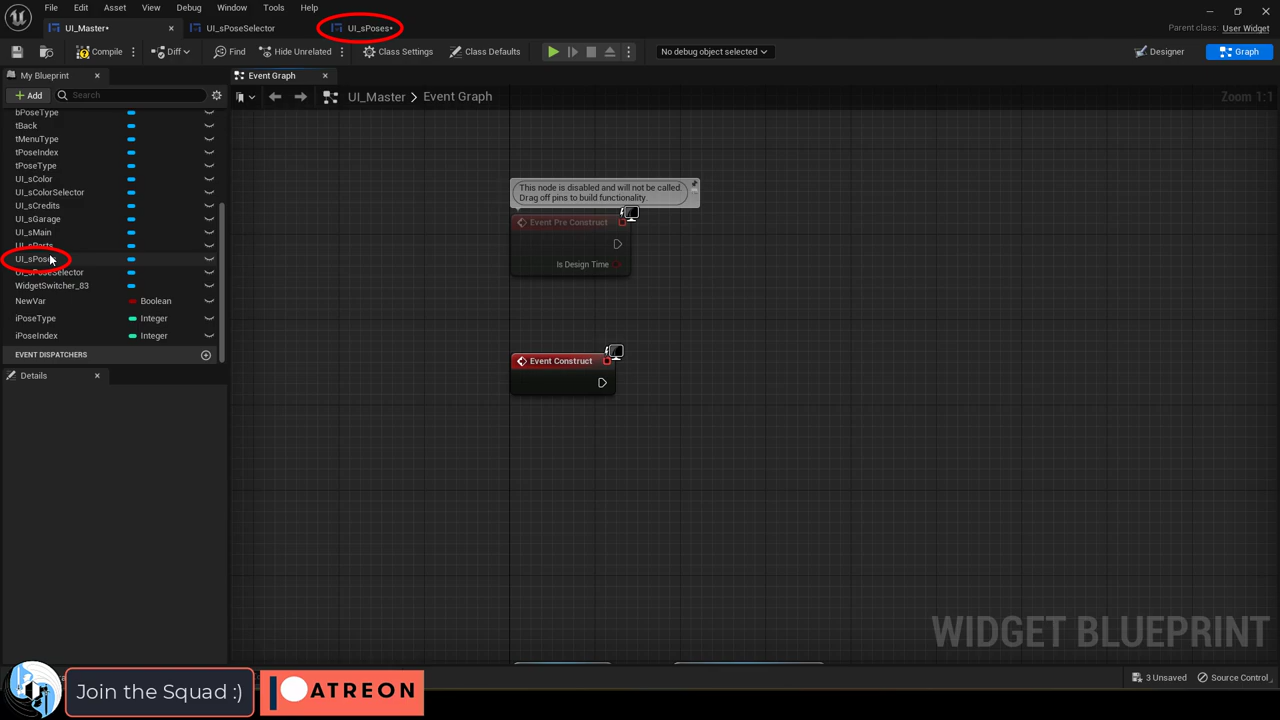 File Edit Asset View Debug Window Tools Help
UI_Master• UI_sPoseSelector UI_sPoses•
Parent class: User Widget
Compile Diff Find Hide Unrelated Class Settings Class Defaults No debug object selected Designer Graph
My Blueprint Event Graph
Add Search UI_Master > Event Graph Zoom 1:1
bPoseType
tBack
tMenuType
tPoseIndex
tPoseType
UI_sColor
UI_sColorSelector
UI_sCredits
UI_sGarage
UI_sMain
UI_sParts
UI_sPoses
UI_sPoseSelector
WidgetSwitcher_83
NewVar Boolean
iPoseType Integer
iPoseIndex Integer
EVENT DISPATCHERS
Details
This node is disabled and will not be called.
Drag off pins to build functionality.
Event Pre Construct
Is Design Time
Event Construct
WIDGET BLUEPRINT
3 Unsaved Source Control
Join the Squad :)
PATREON